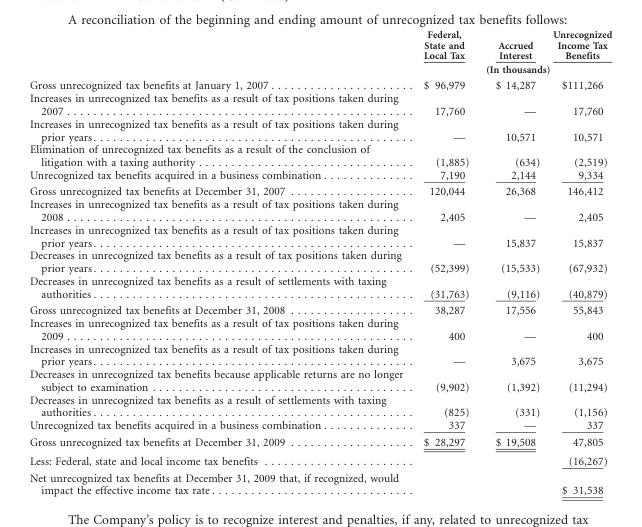 A reconciliation of the beginning and ending amount of unrecognized tax benefits follows:
Federal, State and Local Tax Accrued Interest Unrecognized Income Tax Benefits
(In thousands)
Gross unrecognized tax benefits at January 1, 2007 . . . . . . . . . . . . . . . . . . . . . . $ 96,979 $ 14,287 $111,266
Increases in unrecognized tax benefits as a result of tax positions taken during
2007 . . . . . . . . . . . . . . . . . . . . . . . . . . . . . . . . . . . . . . . . . . . . . . . . . . . . . 17,760 — 17,760
Increases in unrecognized tax benefits as a result of tax positions taken during
prior years. . . . . . . . . . . . . . . . . . . . . . . . . . . . . . . . . . . . . . . . . . . . . . . . . — 10,571 10,571
Elimination of unrecognized tax benefits as a result of the conclusion of
litigation with a taxing authority . . . . . . . . . . . . . . . . . . . . . . . . . . . . . . . . . (1,885) (634) (2,519)
Unrecognized tax benefits acquired in a business combination . . . . . . . . . . . . . . 7,190 2,144 9,334
Gross unrecognized tax benefits at December 31, 2007 . . . . . . . . . . . . . . . . . . . 120,044 26,368 146,412
Increases in unrecognized tax benefits as a result of tax positions taken during
2008 . . . . . . . . . . . . . . . . . . . . . . . . . . . . . . . . . . . . . . . . . . . . . . . . . . . . . 2,405 — 2,405
Increases in unrecognized tax benefits as a result of tax positions taken during
prior years. . . . . . . . . . . . . . . . . . . . . . . . . . . . . . . . . . . . . . . . . . . . . . . . . — 15,837 15,837
Decreases in unrecognized tax benefits as a result of tax positions taken during
prior years. . . . . . . . . . . . . . . . . . . . . . . . . . . . . . . . . . . . . . . . . . . . . . . . . (52,399) (15,533) (67,932)
Decreases in unrecognized tax benefits as a result of settlements with taxing
authorities . . . . . . . . . . . . . . . . . . . . . . . . . . . . . . . . . . . . . . . . . . . . . . . . . (31,763) (9,116) (40,879)
Gross unrecognized tax benefits at December 31, 2008 . . . . . . . . . . . . . . . . . . . 38,287 17,556 55,843
Increases in unrecognized tax benefits as a result of tax positions taken during
2009 . . . . . . . . . . . . . . . . . . . . . . . . . . . . . . . . . . . . . . . . . . . . . . . . . . . . . 400 — 400
Increases in unrecognized tax benefits as a result of tax positions taken during
prior years. . . . . . . . . . . . . . . . . . . . . . . . . . . . . . . . . . . . . . . . . . . . . . . . . — 3,675 3,675
Decreases in unrecognized tax benefits because applicable returns are no longer
subject to examination . . . . . . . . . . . . . . . . . . . . . . . . . . . . . . . . . . . . . . . . (9,902) (1,392) (11,294)
Decreases in unrecognized tax benefits as a result of settlements with taxing
authorities . . . . . . . . . . . . . . . . . . . . . . . . . . . . . . . . . . . . . . . . . . . . . . . . . (825) (331) (1,156)
Unrecognized tax benefits acquired in a business combination . . . . . . . . . . . . . . 337 — 337
Gross unrecognized tax benefits at December 31, 2009 . . . . . . . . . . . . . . . . . . . $ 28,297 $ 19,508 47,805
Less: Federal, state and local income tax benefits . . . . . . . . . . . . . . . . . . . . . . . (16,267)
Net unrecognized tax benefits at December 31, 2009 that, if recognized, would
impact the effective income tax rate . . . . . . . . . . . . . . . . . . . . . . . . . . . . . . . $ 31,538
The Company's policy is to recognize interest and penalties, if any, related to unrecognized tax